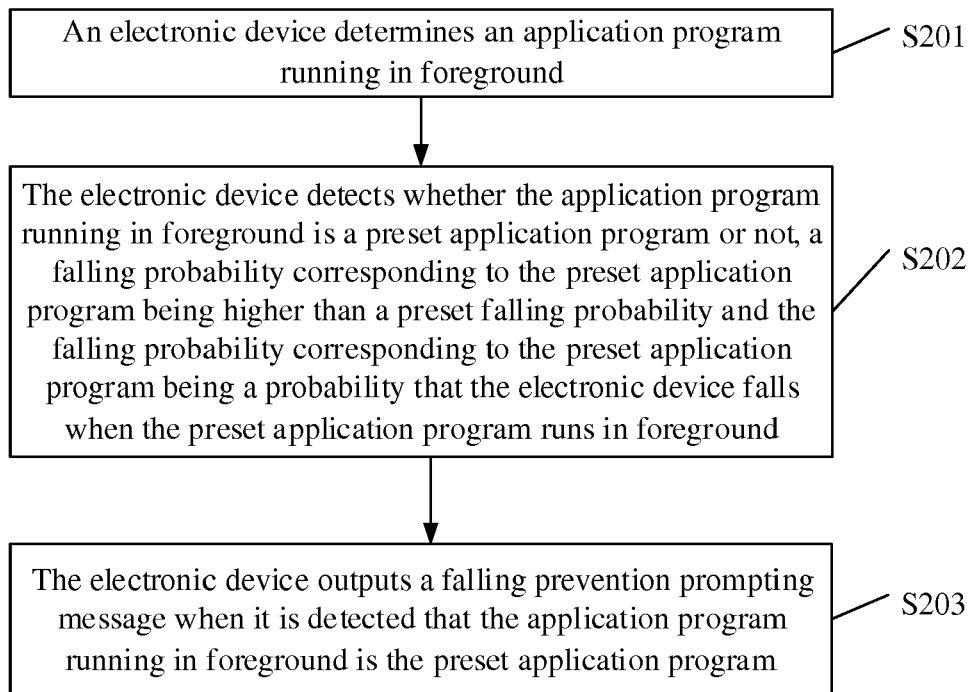 An electronic device determines an application program
running in foreground
S201
The electronic device detects whether the application program
running in foreground is a preset application program or not, a
falling probability corresponding to the preset application
program being higher than a preset falling probability and the
falling probability corresponding to the preset application
program being a probability that the electronic device falls
when the preset application program runs in foreground
S202
The electronic device outputs a falling prevention prompting
message when it is detected that the application program
running in foreground is the preset application program
S203